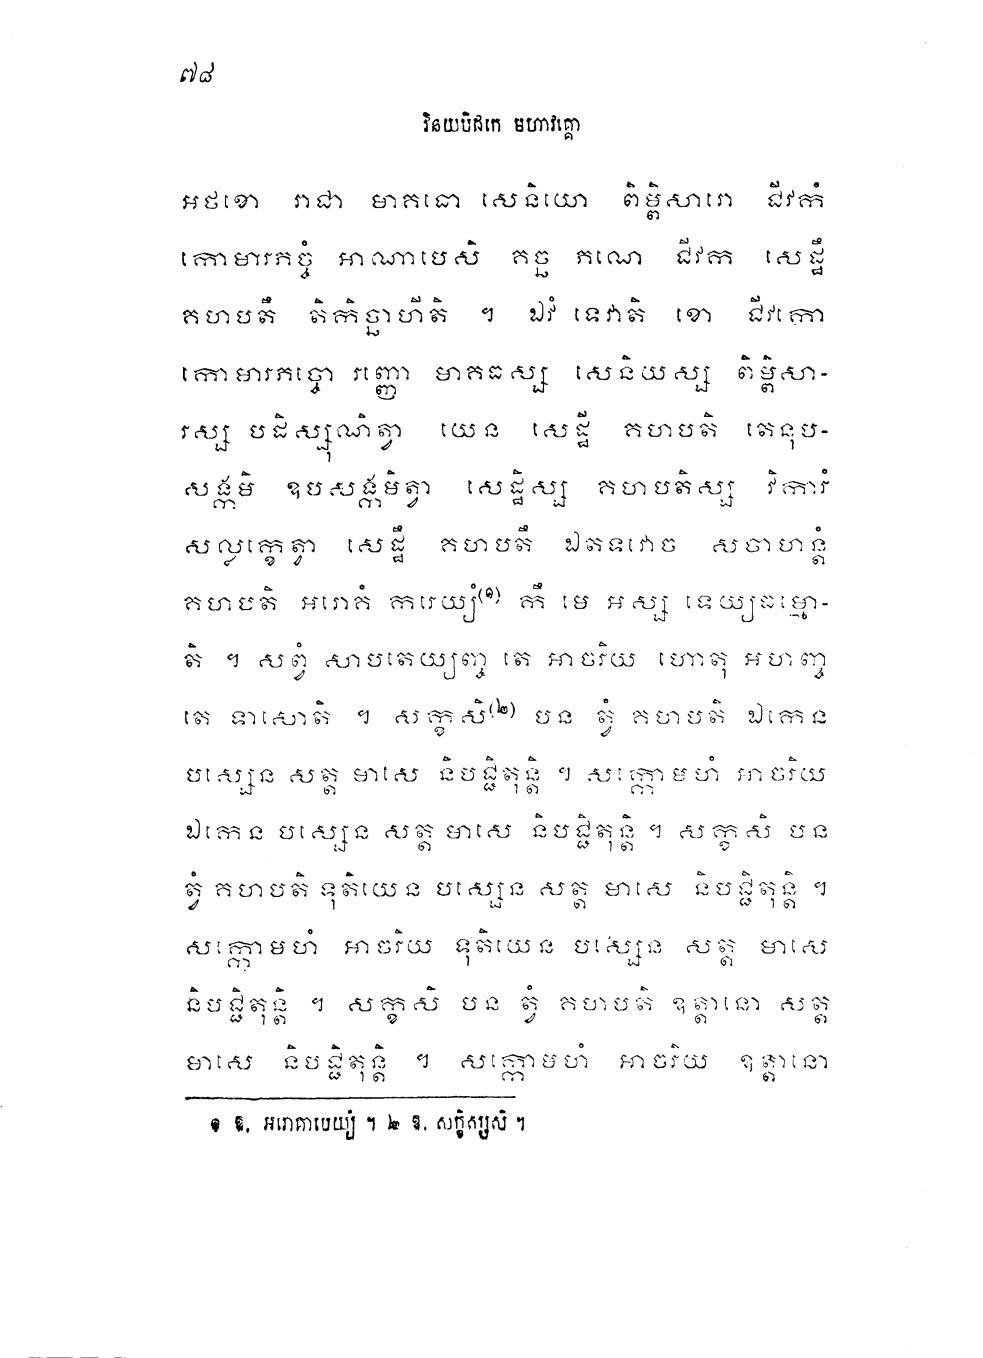 ៧៨
វិនយបិដកេ មហាវគ្គោ
អថខោ រាជា មាគធោ សេនិយោ ពិម្ពិសារោ ជីវកំ
កោមារភច្ចំ អាណាបេសិ គច្ឆ ភណេ ជីវក សេដ្ឋឹ
គហបតឹ តិកិច្ឆាហីតិ ។ ឯវំ ទេវាតិ ខោ ជីវកោ
កោមារភច្ចោ រញ្ញោ មាគធស្ស សេនិយស្ស ពិម្ពិសា-
រស្ស បដិស្សុណិត្វា យេន សេដ្ឋី គហបតិ តេនុប-
សង្កមិ ឧបសង្កមិត្វា សេដ្ឋិស្ស គហបតិស្ស វិការំ
សល្លក្ខេត្វា សេដ្ឋឹ គហបតឹ ឯតទវោច សចាហន្តំ
គហបតិ អរោគំ ករេយ្យំ(១) កឹ មេ អស្ស ទេយ្យធម្មោ-
តិ ។ សព្វំ សាបតេយ្យញ្ច តេ អាចរិយ ហោតុ អហញ្ច
តេ ទាសោតិ ។ សក្ខសិ(២) បន ត្វំ គហបតិ ឯកេន
បស្សេន សត្ត មាសេ និបជ្ជិតុន្តិ ។ សក្កោមហំ អាចរិយ
ឯកេន បស្សេន សត្ត មាសេ និបជ្ជិតុន្តិ ។ សក្ខសិ បន
ត្វំ គហបតិ ទុតិយេន បស្សេន សត្ត មាសេ និបជ្ជិតុន្តិ ។
សក្កោមហំ អាចរិយ ទុតិយេន បស្សេន សត្ត មាសេ
និបជ្ជិតុន្តិ ។ សក្ខសិ បន ត្វំ គហបតិ ឧត្តានោ សត្ត
មាសេ និបជ្ជិតុន្តិ ។ សក្កោមហំ អាចរិយ ឧត្តានោ
១ ឱ. អរោគាបេយ្យំ ។ ២ ឱ. សក្ខិស្សសិ ។